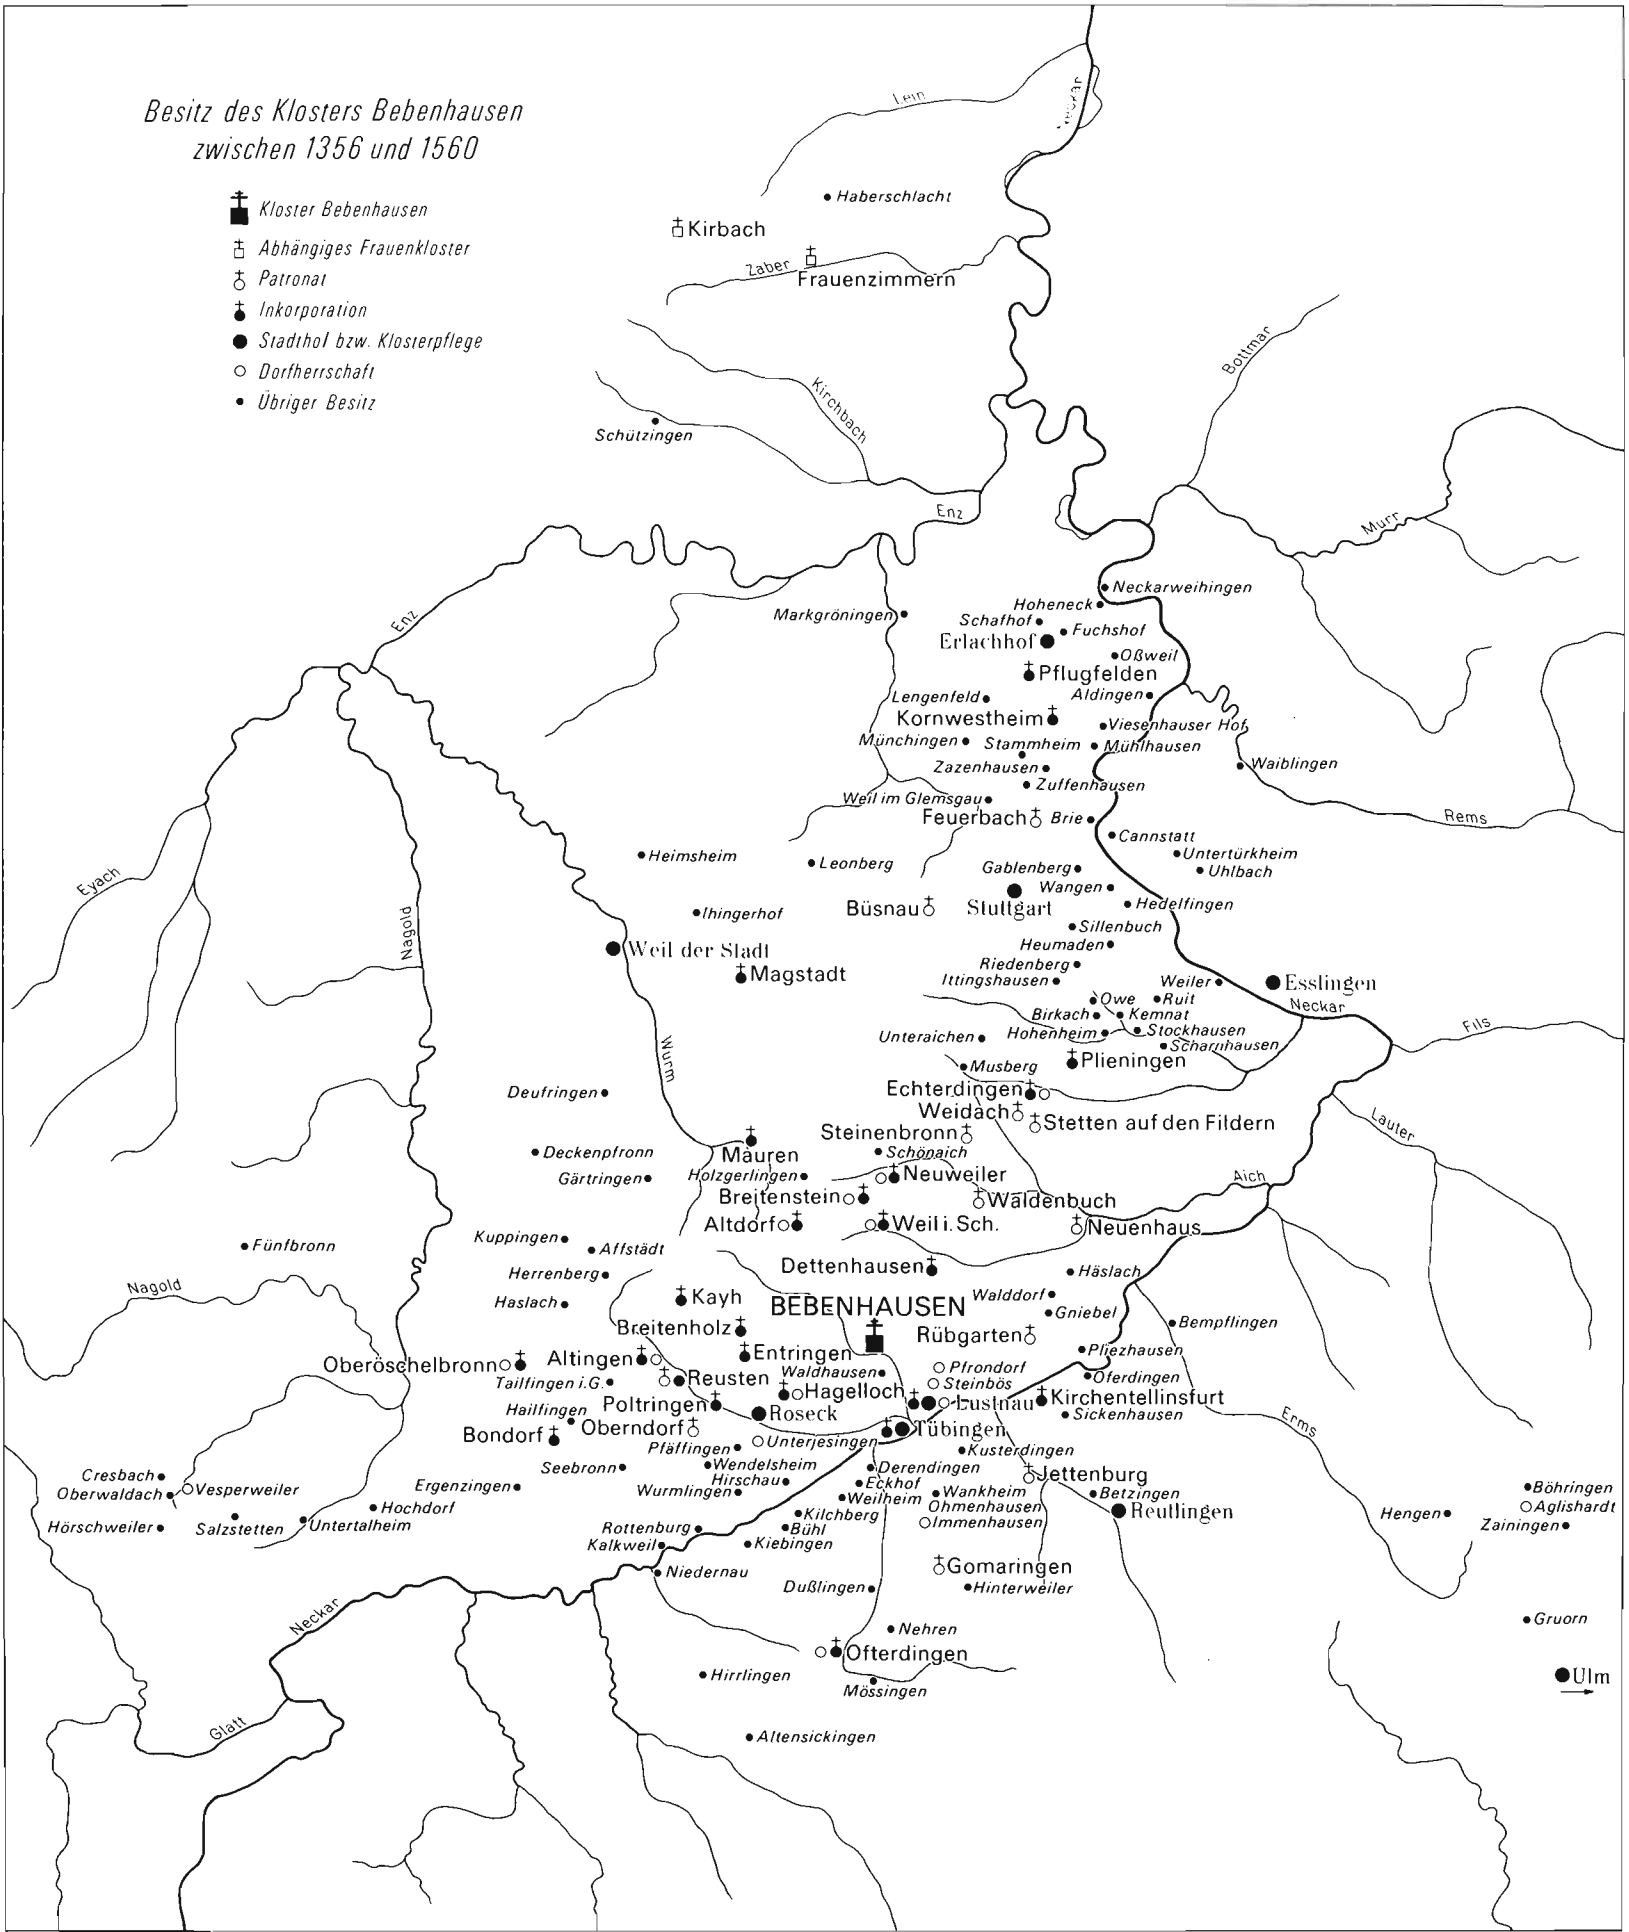 Besitz des Klosters Bebenhausen
zwischen 1356 und 1560
Kloster Bebenhausen
Abhängiges Frauenkloster
Patronat
Inkorporation
Stadthof bzw. Klosterpflege
Dorfherrschaft
Übriger Besitz
Lein
Neckar
Haberschlacht
Kirbach
Zaber
Frauenzimmern
Bottmar
Kirchbach
Schützingen
Enz
Murr
Enz
Neckarweihingen
Hoheneck
Markgröningen
Schafhof
Fuchshof
Erlachhof
Oßweil
Pflugfelden
Lengenfeld
Aldingen
Kornwestheim
Viesenhauser Hof
Münchingen
Stammheim
Mühlhausen
Zazenhausen
Waiblingen
Zuffenhausen
Weil im Glemsgau
Feuerbach
Brie
Rems
Cannstatt
Heimsheim
Leonberg
Untertürkheim
Gablenberg
Uhlbach
Eyach
Wangen
Büsnau
Stuttgart
Hedelfingen
Ihingerhof
Nagold
Sillenbuch
Heumaden
Weil der Stadt
Magstadt
Riedenberg
Ittingshausen
Weiler
Esslingen
Owe
Ruit
Neckar
Birkach
Kemnat
Fils
Unteraichen
Hohenheim
Stockhausen
Scharnhausen
Wurm
Plieningen
Musberg
Deufringen
Echterdingen
Weidach
Stetten auf den Fildern
Lauter
Steinenbronn
Deckenpfronn
Mauren
Schönaich
Gärtringen
Holzgerlingen
Neuweiler
Aich
Breitenstein
Waldenbuch
Altdorf
Weil i. Sch.
Neuenhaus
Kuppingen
Affstädt
Fünfbronn
Dettenhausen
Häslach
Herrenberg
Nagold
Haslach
Kayh
BEBENHAUSEN
Walddorf
Gniebel
Breitenholz
Rübgarten
Bempflingen
Entringen
Pliezhausen
Oberöschelbronn
Altingen
Waldhausen
Pfrondorf
Tailfingen i.G.
Reusten
Steinbös
Oferdingen
Hagelloch
Lustnau
Kirchentellinsfurt
Poltringen
Roseck
Hailfingen
Sickenhausen
Oberndorf
Tübingen
Erms
Bondorf
Unterjesingen
Pfäffingen
Kusterdingen
Seebronn
Wendelsheim
Derendingen
Jettenburg
Cresbach
Hirschau
Eckhof
Oberwaldach
Vesperweiler
Ergenzingen
Wurmlingen
Weilheim
Wankheim
Betzingen
Böhringen
Hochdorf
Kilchberg
Ohmenhausen
Reutlingen
Aglishardt
Hengen
Hörschweiler
Salzstetten
Untertalheim
Rottenburg
Bühl
Immenhausen
Zainingen
Kalkweil
Kiebingen
Niedernau
Gomaringen
Dußlingen
Hinterweiler
Neckar
Nehren
Gruorn
Ofterdingen
Hirrlingen
Mössingen
Ulm
Glatt
Altensickingen